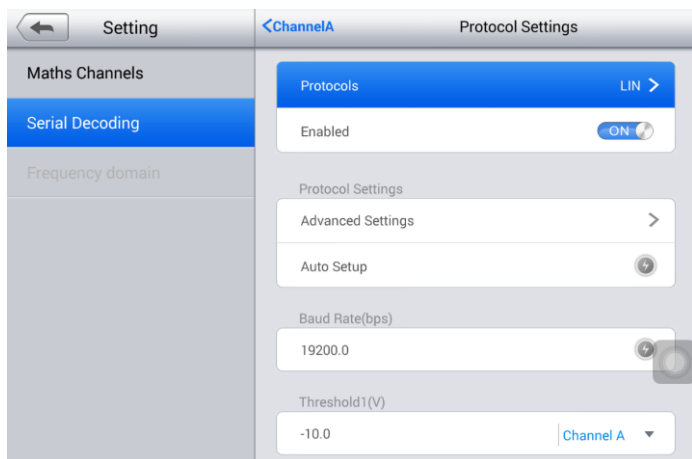 Setting
ChannelA
Protocol Settings
Maths Channels
Serial Decoding
Frequency domain
Protocols
LIN
Enabled
ON
Protocol Settings
Advanced Settings
Auto Setup
Baud Rate(bps)
19200.0
Threshold1(V)
-10.0
Channel A